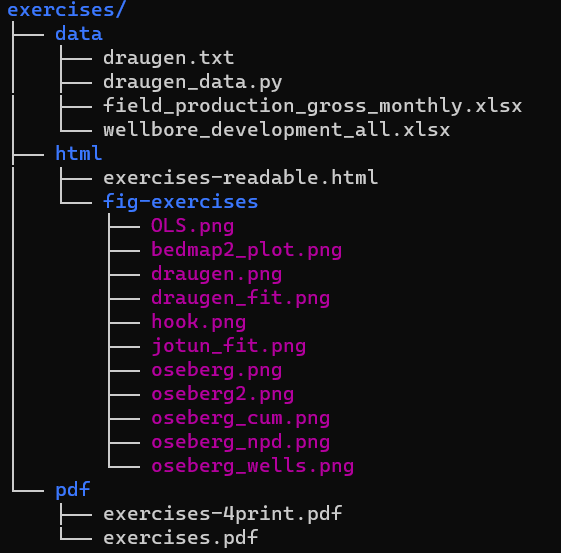 exercises/
├── data
│   ├── draugen.txt
│   ├── draugen_data.py
│   ├── field_production_gross_monthly.xlsx
│   └── wellbore_development_all.xlsx
├── html
│   ├── exercises-readable.html
│   └── fig-exercises
│       ├── OLS.png
│       ├── bedmap2_plot.png
│       ├── draugen.png
│       ├── draugen_fit.png
│       ├── hook.png
│       ├── jotun_fit.png
│       ├── oseberg.png
│       ├── oseberg2.png
│       ├── oseberg_cum.png
│       ├── oseberg_npd.png
│       └── oseberg_wells.png
└── pdf
    ├── exercises-4print.pdf
    └── exercises.pdf